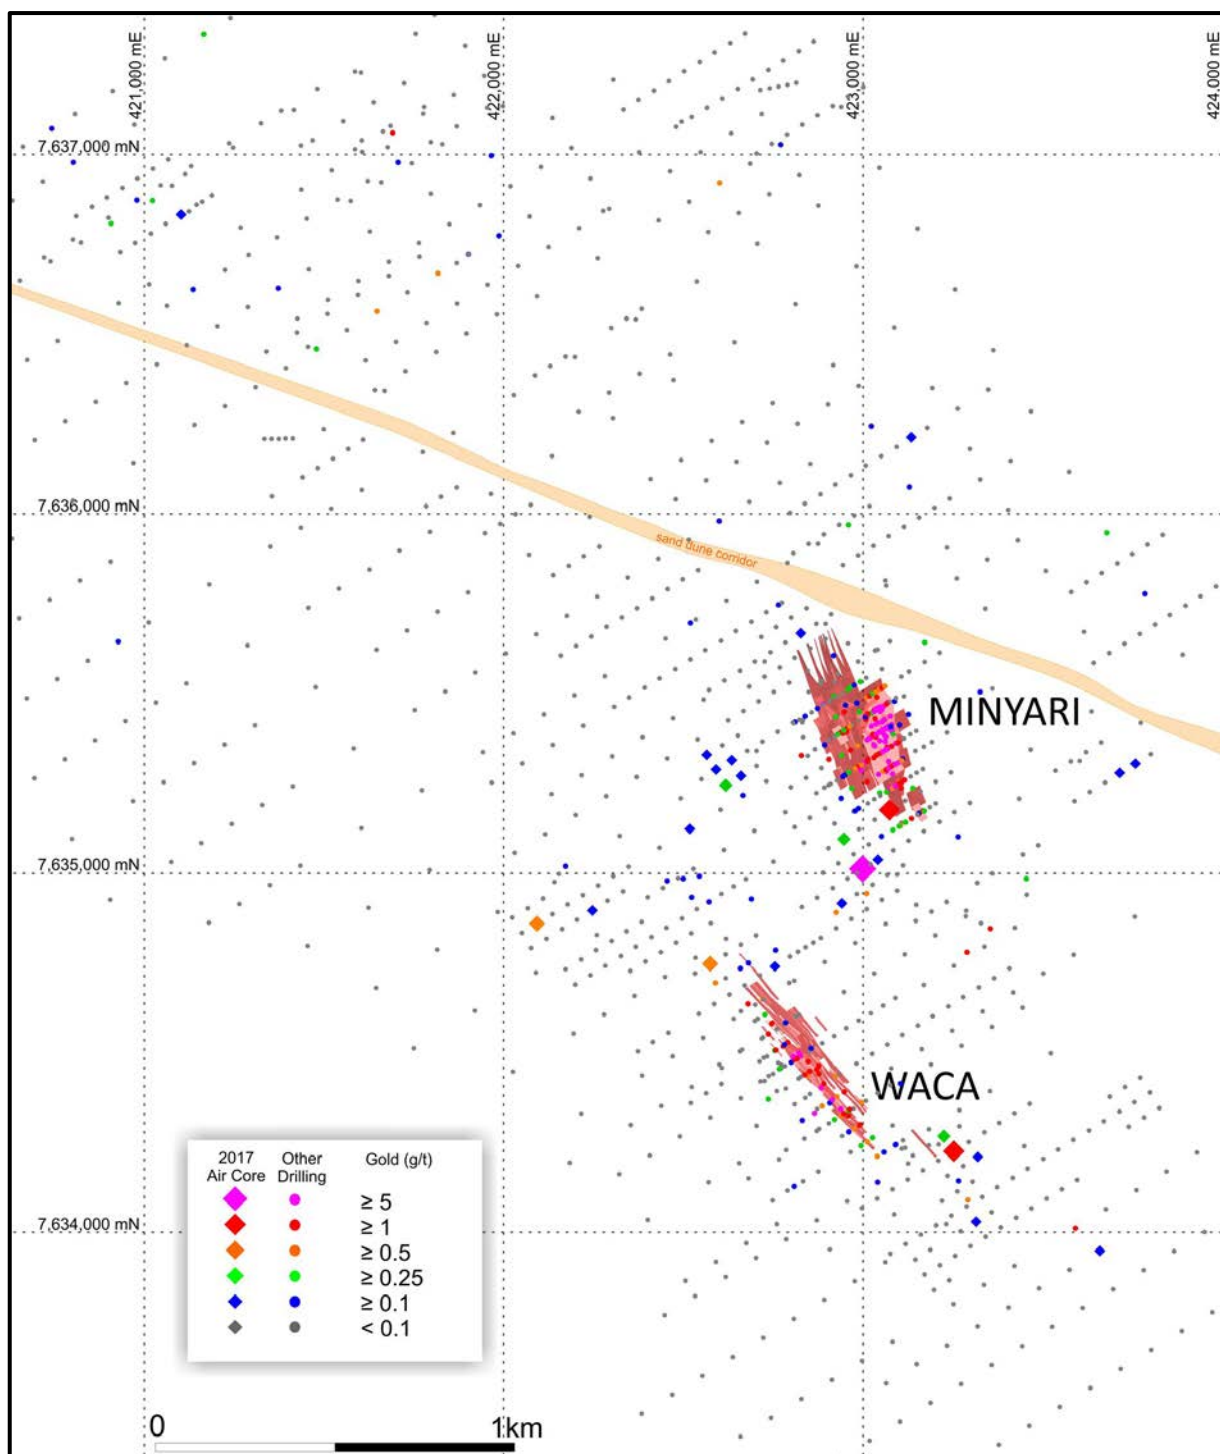 421,000 mE
422,000 mE
423,000 mE
424,000 mE
7,637,000 mN
7,636,000 mN
sand dune corridor
MINYARI
7,635,000 mN
WACA
2017 Other Gold (g/t)
Air Core Drilling
≥ 5
≥ 1
≥ 0.5
≥ 0.25
≥ 0.1
< 0.1
7,634,000 mN
0 1km